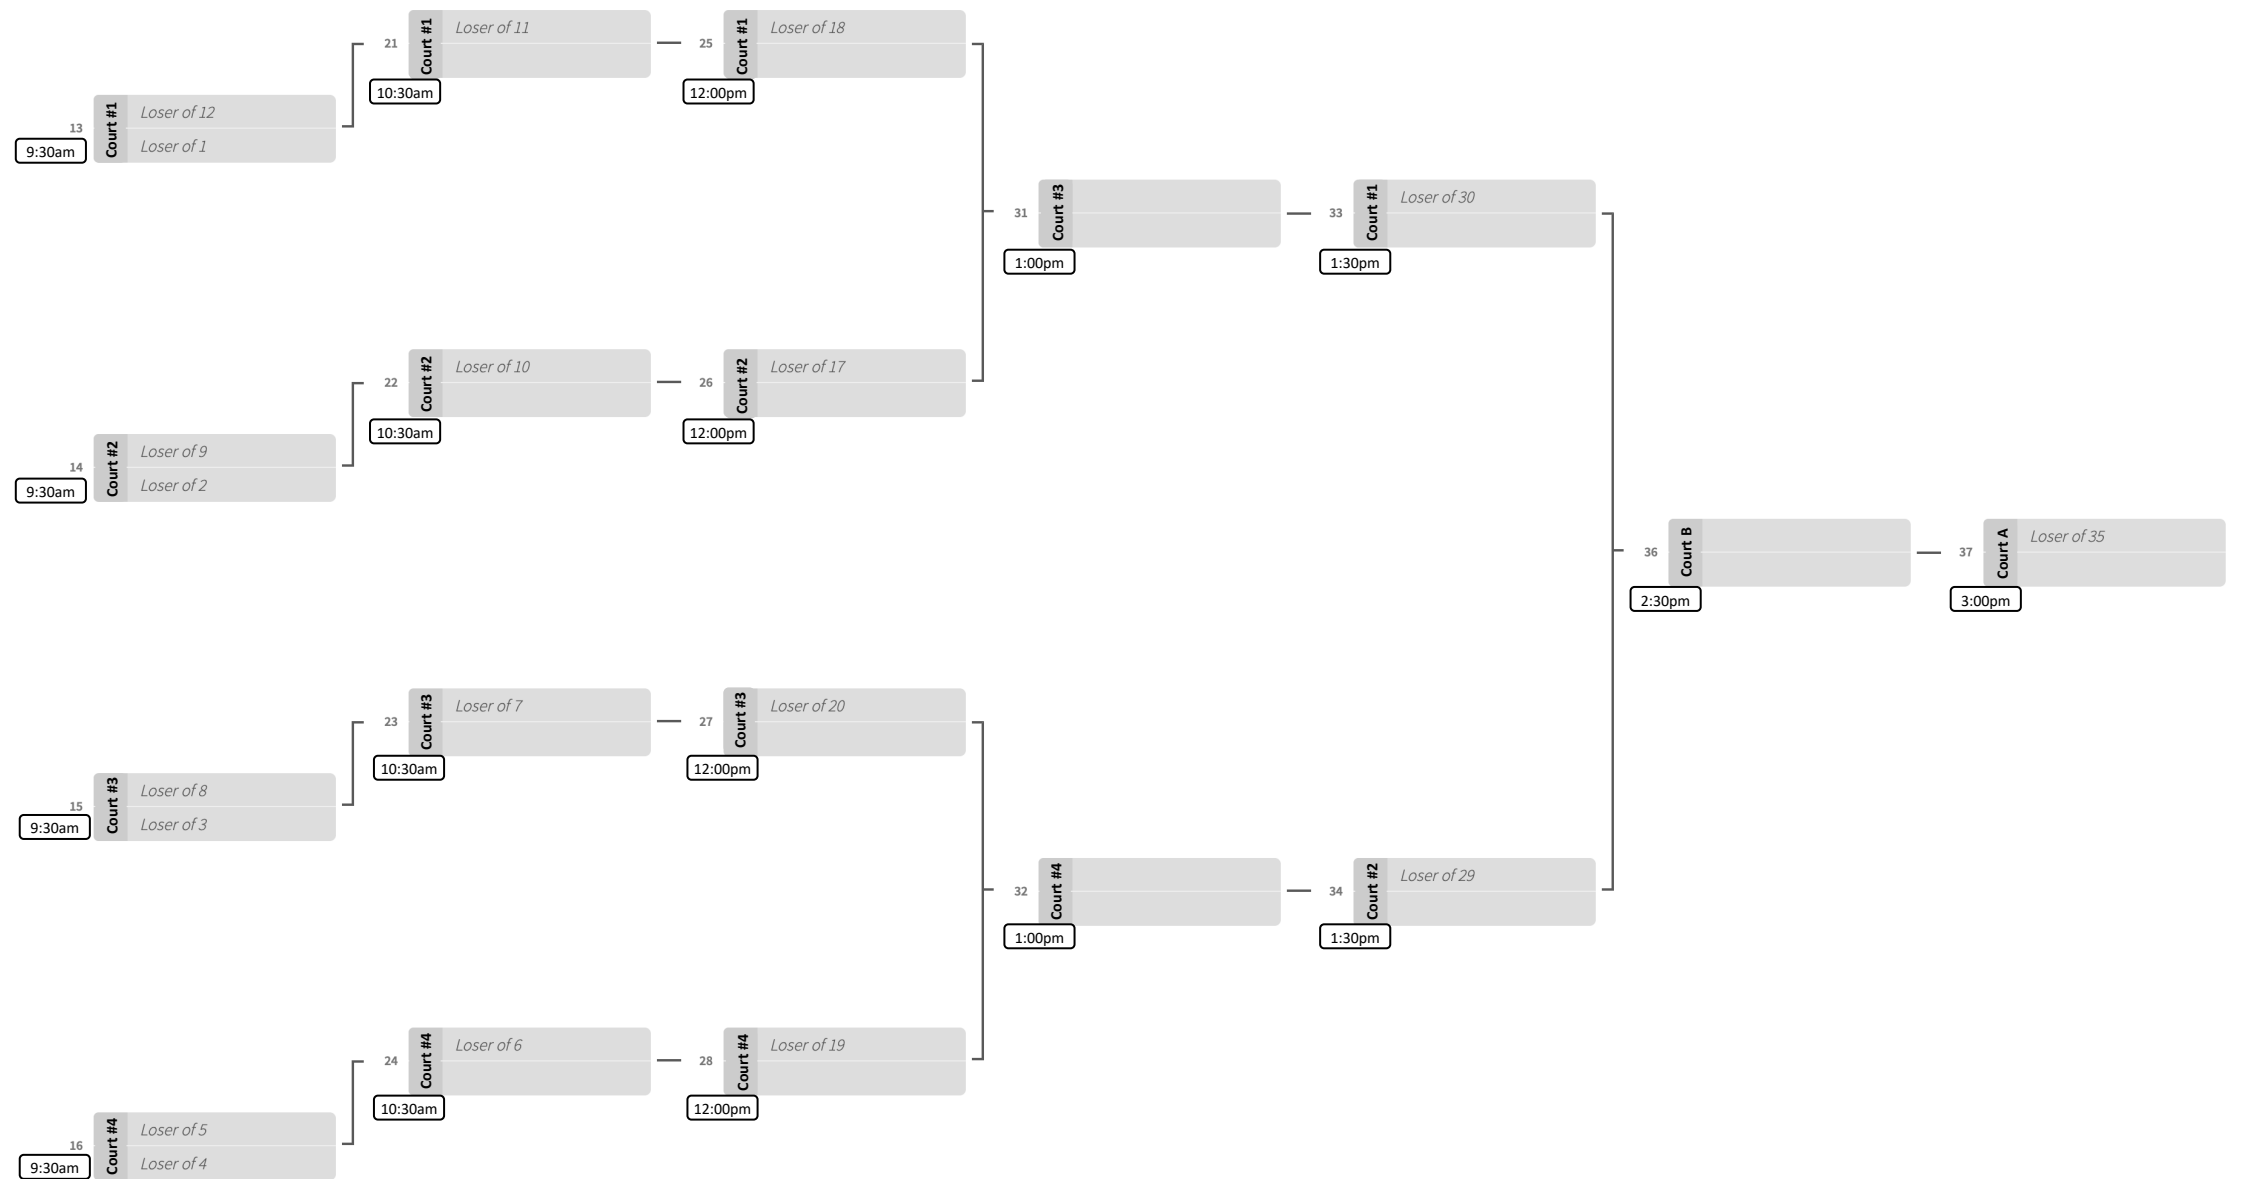 21
Court #1
Loser of 11
10:30am
25
Court #1
Loser of 18
12:00pm
13
Court #1
Loser of 12
Loser of 1
9:30am
31
Court #3
1:00pm
33
Court #1
Loser of 30
1:30pm
22
Court #2
Loser of 10
10:30am
26
Court #2
Loser of 17
12:00pm
14
Court #2
Loser of 9
Loser of 2
9:30am
36
Court B
2:30pm
37
Court A
Loser of 35
3:00pm
23
Court #3
Loser of 7
10:30am
27
Court #3
Loser of 20
12:00pm
15
Court #3
Loser of 8
Loser of 3
9:30am
32
Court #4
1:00pm
34
Court #2
Loser of 29
1:30pm
24
Court #4
Loser of 6
10:30am
28
Court #4
Loser of 19
12:00pm
16
Court #4
Loser of 5
Loser of 4
9:30am